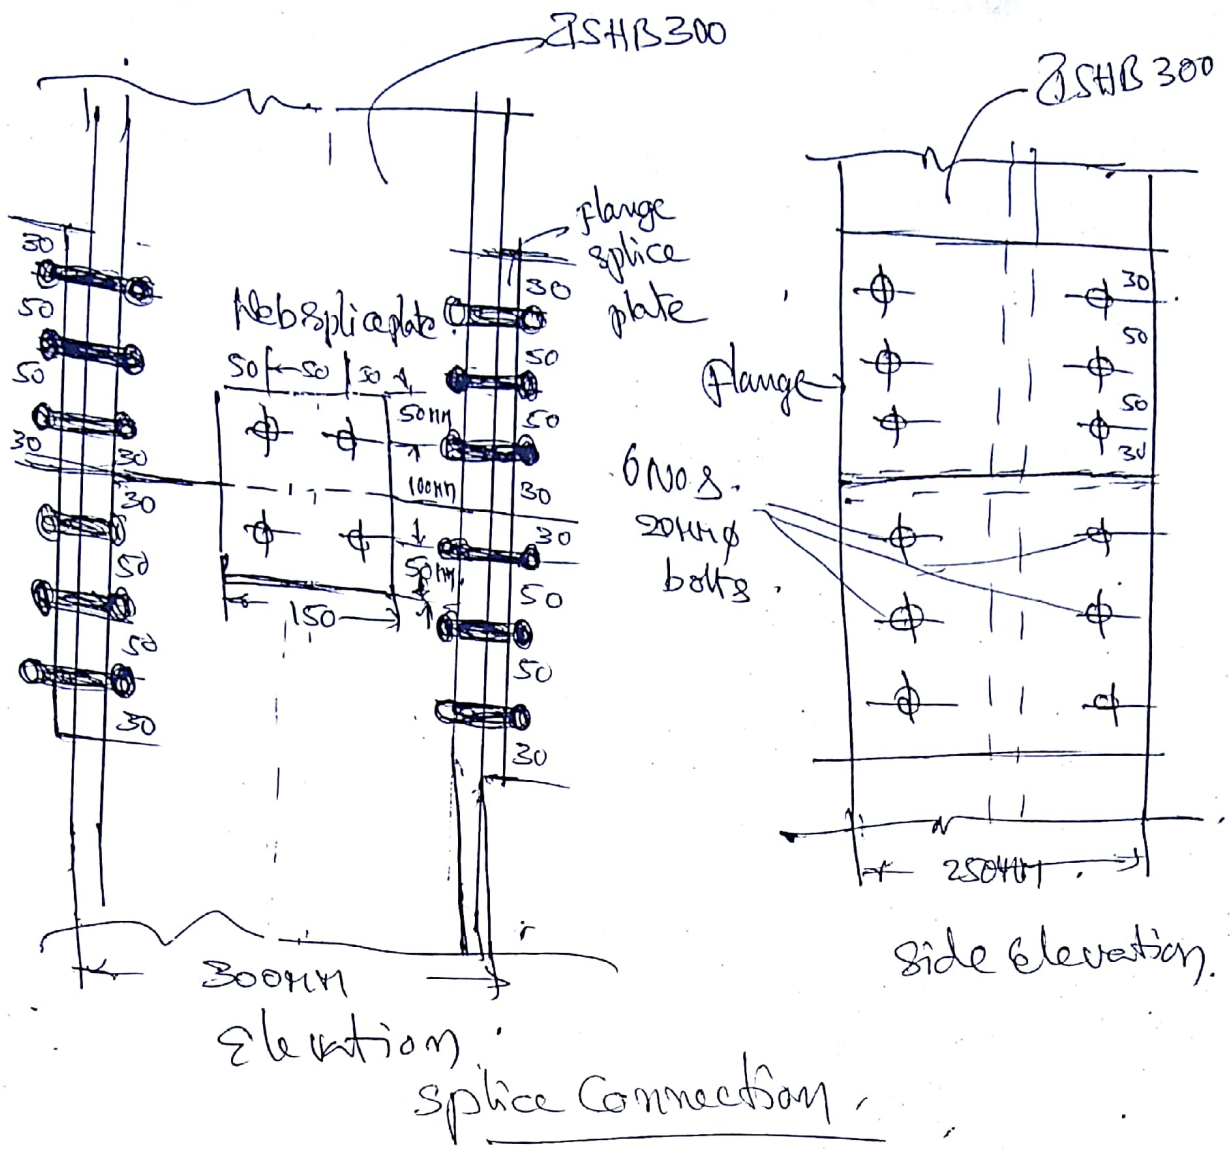 ISHB300
ISHB 300
Flange
splice
plate
Web splice plate
30
50
50
30
30
30
50
50
30
50
50
30
50mm
100mm
50mm
150
30
50
50
30
30
50
50
30
Flange
30
50
50
30
6 NOS.
20MMφ
bolts.
300MM
250MM
Elevation
Side Elevation.
Splice Connection.